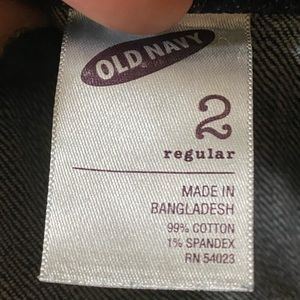 OLD NAVY
2
regular
MADE IN
BANGLADESH
99% COTTON
1% SPANDEX
RN 54023